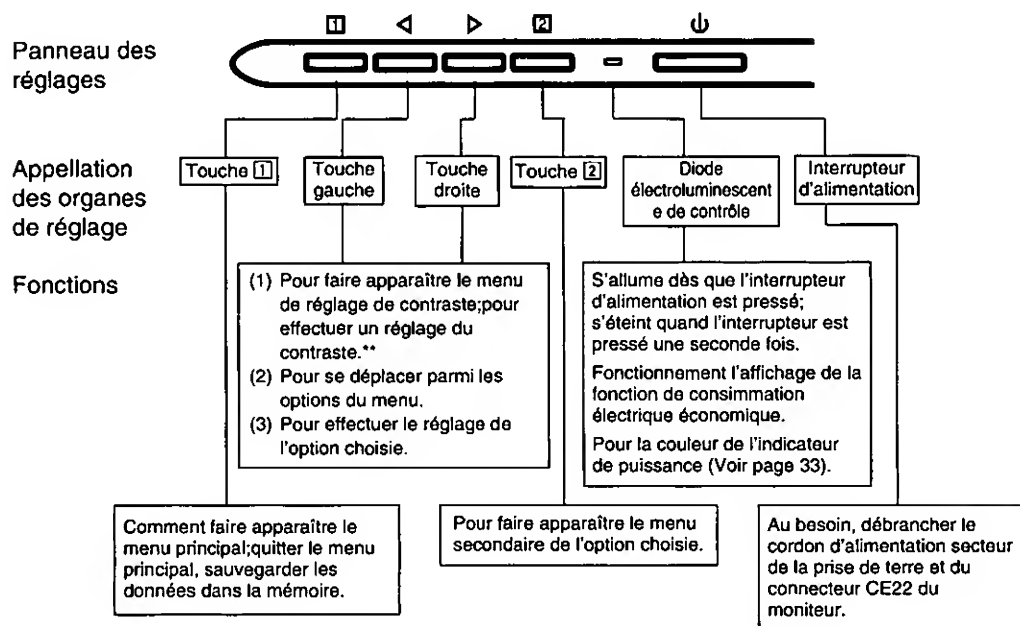 1 ◁ ▷ 2 ⏻
Panneau des
réglages
Appellation
des organes
de réglage
Touche 1
Touche
gauche
Touche
droite
Touche 2
Diode
électroluminescent
e de contrôle
Interrupteur
d'alimentation
Fonctions
(1) Pour faire apparaître le menu
de réglage de contraste;pour
effectuer un réglage du
contraste.**
(2) Pour se déplacer parmi les
options du menu.
(3) Pour effectuer le réglage de
l'option choisie.
S'allume dès que l'interrupteur
d'alimentation est pressé;
s'éteint quand l'interrupteur est
pressé une seconde fois.
Fonctionnement l'affichage de la
fonction de consimmation
électrique économique.
Pour la couleur de l'indicateur
de puissance (Voir page 33).
Comment faire apparaître le
menu principal;quitter le menu
principal, sauvegarder les
données dans la mémoire.
Pour faire apparaître le menu
secondaire de l'option choisie.
Au besoin, débrancher le
cordon d'alimentation secteur
de la prise de terre et du
connecteur CE22 du
moniteur.